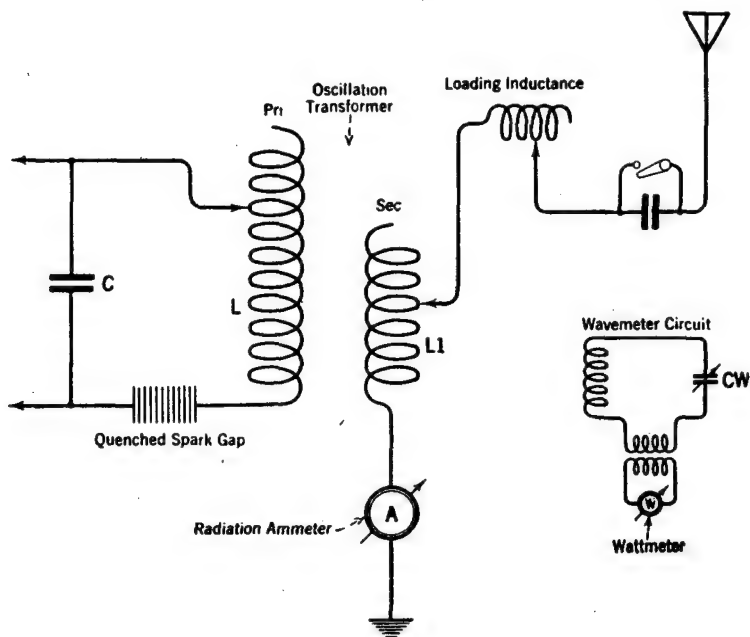 Oscillation
Transformer
Pri
Loading Inductance
Sec
C
L
L1
Quenched Spark Gap
Radiation Ammeter
A
Wavemeter Circuit
CW
W
Wattmeter